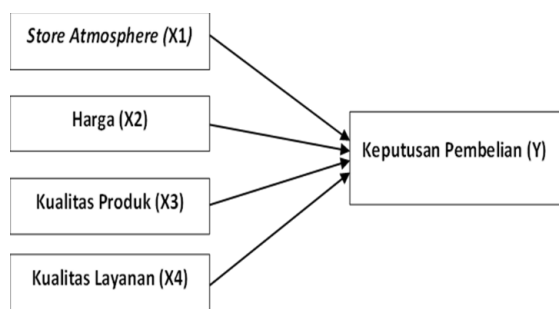 Store Atmosphere (X1)
Harga (X2)
Keputusan Pembelian (Y)
Kualitas Produk (X3)
Kualitas Layanan (X4)